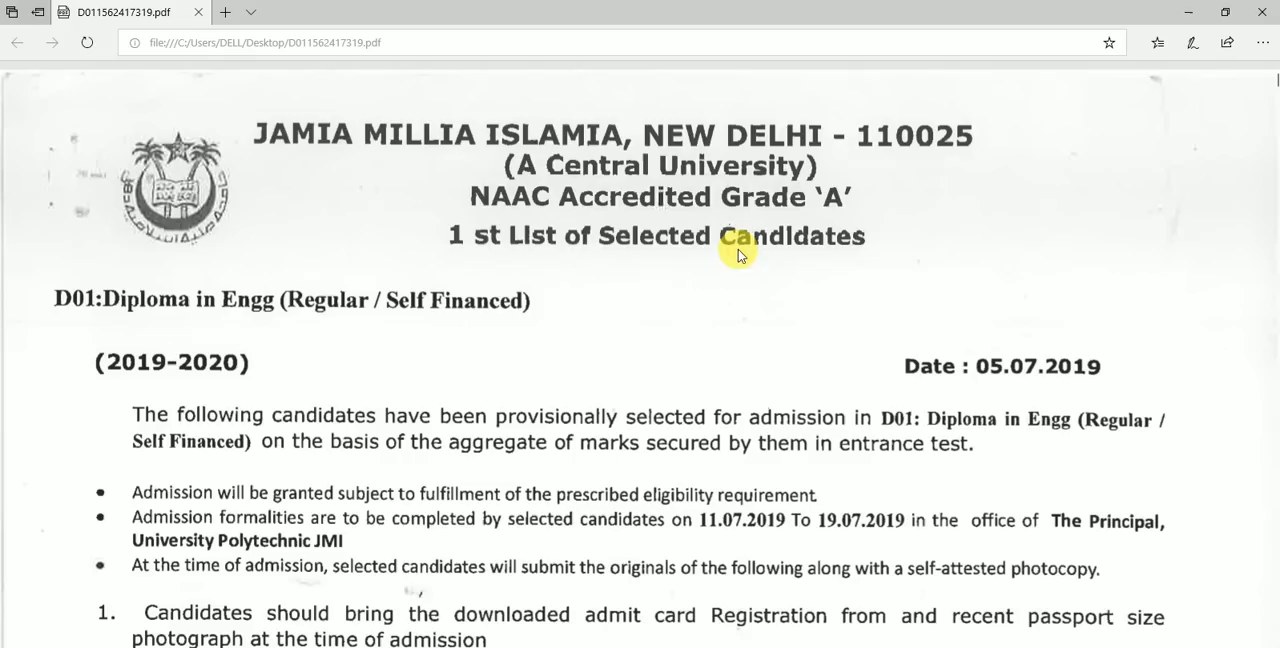 D011562417319.pdf
file:///C:/Users/DELL/Desktop/D011562417319.pdf
JAMIA MILLIA ISLAMIA, NEW DELHI - 110025
(A Central University)
NAAC Accredited Grade ‘A’
1 st List of Selected Candidates
D01:Diploma in Engg (Regular / Self Financed)
(2019-2020)
Date : 05.07.2019
The following candidates have been provisionally selected for admission in D01: Diploma in Engg (Regular /
Self Financed) on the basis of the aggregate of marks secured by them in entrance test.
• Admission will be granted subject to fulfillment of the prescribed eligibility requirement
• Admission formalities are to be completed by selected candidates on 11.07.2019 To 19.07.2019 in the office of The Principal,
University Polytechnic JMI
• At the time of admission, selected candidates will submit the originals of the following along with a self-attested photocopy.
1. Candidates should bring the downloaded admit card Registration from and recent passport size
photograph at the time of admission